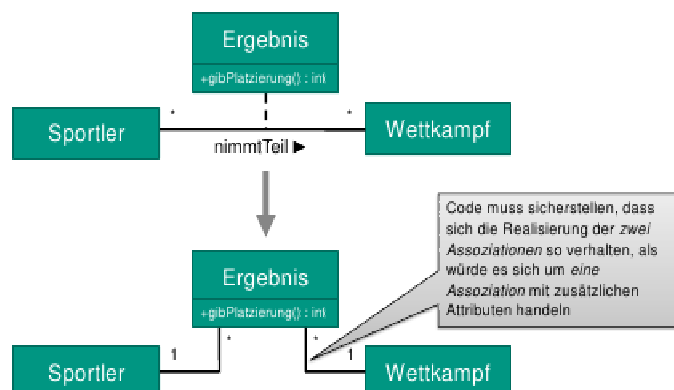 Ergebnis
+gibPlatzierung() : int
*
*
Sportler
Wettkampf
nimmtTeil ▶
Code muss sicherstellen, dass
sich die Realisierung der zwei
Assoziationen so verhalten, als
würde es sich um eine
Assoziation mit zusätzlichen
Attributen handeln
Ergebnis
+gibPlatzierung() : int
*
*
1
1
Sportler
Wettkampf